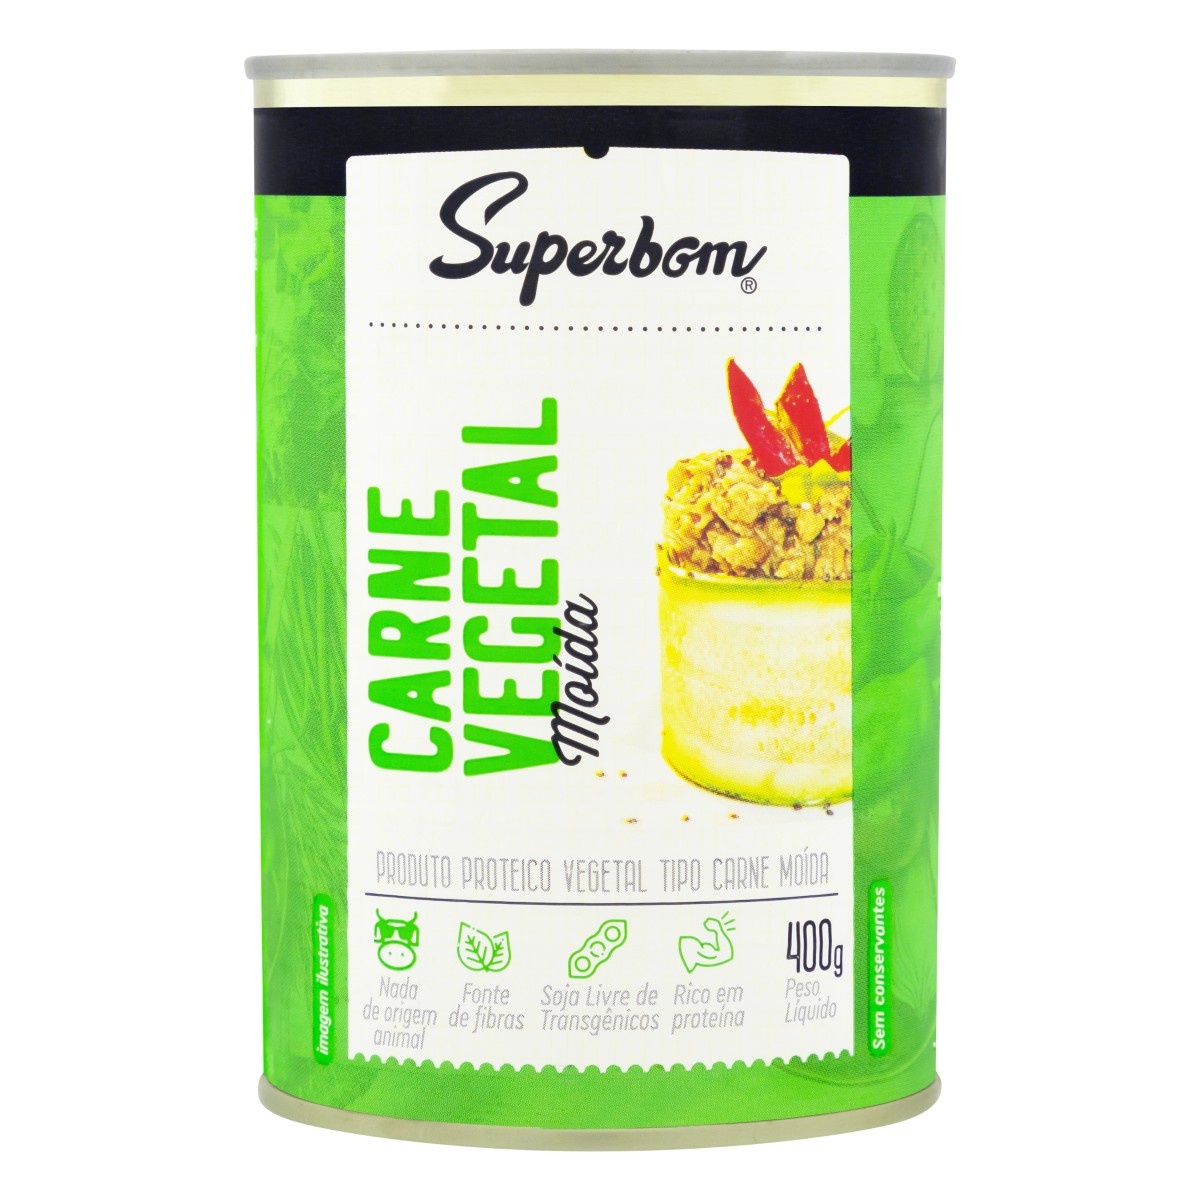 Superbom®
CARNE
VEGETAL
Moída
PRODUTO PROTEICO VEGETAL TIPO CARNE MOÍDA
Nada
de origem
animal
Fonte
de fibras
Soja Livre de
Transgênicos
Rico em
proteína
400g
Peso
Líquido
imagem ilustrativa
Sem conservantes